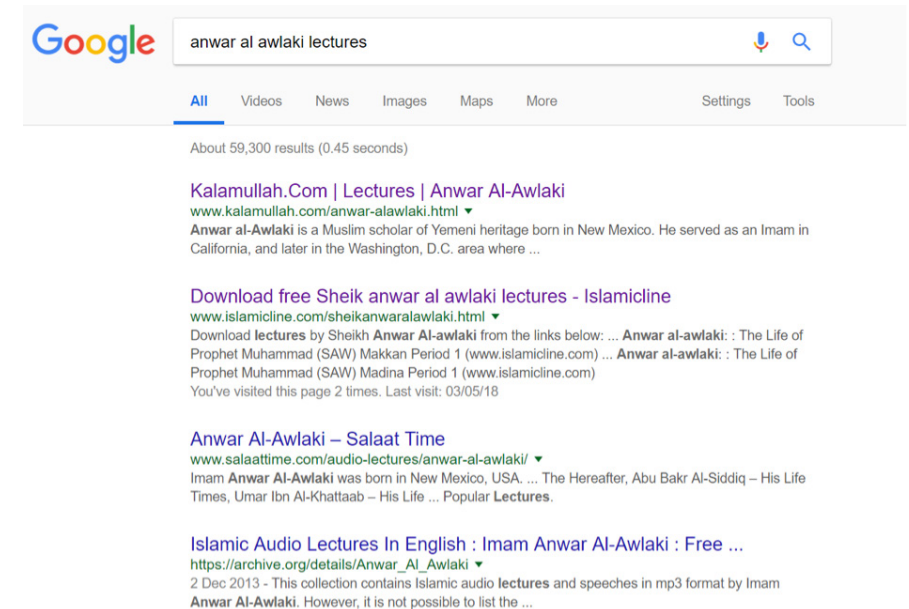 Google
anwar al awlaki lectures
All Videos News Images Maps More Settings Tools
About 59,300 results (0.45 seconds)
Kalamullah.Com | Lectures | Anwar Al-Awlaki
www.kalamullah.com/anwar-alawlaki.html
Anwar al-Awlaki is a Muslim scholar of Yemeni heritage born in New Mexico. He served as an Imam in
California, and later in the Washington, D.C. area where ...
Download free Sheik anwar al awlaki lectures - Islamicline
www.islamicline.com/sheikanwaralawlaki.html
Download lectures by Sheikh Anwar Al-awlaki from the links below: ... Anwar al-awlaki: : The Life of
Prophet Muhammad (SAW) Makkan Period 1 (www.islamicline.com) ... Anwar al-awlaki: : The Life of
Prophet Muhammad (SAW) Madina Period 1 (www.islamicline.com)
You've visited this page 2 times. Last visit: 03/05/18
Anwar Al-Awlaki – Salaat Time
www.salaattime.com/audio-lectures/anwar-al-awlaki/
Imam Anwar Al-Awlaki was born in New Mexico, USA. ... The Hereafter, Abu Bakr Al-Siddiq – His Life
Times, Umar Ibn Al-Khattaab – His Life ... Popular Lectures.
Islamic Audio Lectures In English : Imam Anwar Al-Awlaki : Free ...
https://archive.org/details/Anwar_Al_Awlaki
2 Dec 2013 - This collection contains Islamic audio lectures and speeches in mp3 format by Imam
Anwar Al-Awlaki. However, it is not possible to list the ...